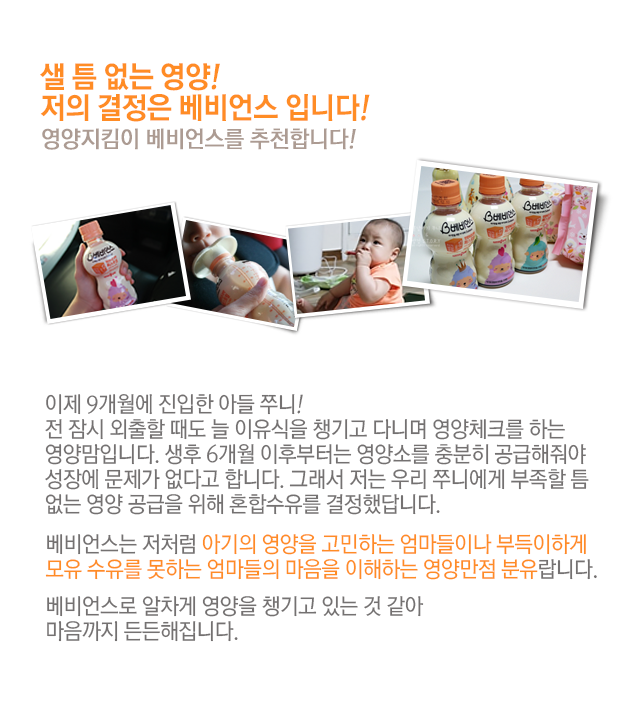 샐 틈 없는 영양!
저의 결정은 베비언스 입니다!
영양지킴이 베비언스를 추천합니다!
베비언스
베비언스
베비언스
이제 9개월에 진입한 아들 쭈니!
전 잠시 외출할 때도 늘 이유식을 챙기고 다니며 영양체크를 하는
영양맘입니다. 생후 6개월 이후부터는 영양소를 충분히 공급해줘야
성장에 문제가 없다고 합니다. 그래서 저는 우리 쭈니에게 부족할 틈
없는 영양 공급을 위해 혼합수유를 결정했답니다.
베비언스는 저처럼 아기의 영양을 고민하는 엄마들이나 부득이하게
모유 수유를 못하는 엄마들의 마음을 이해하는 영양만점 분유랍니다.
베비언스로 알차게 영양을 챙기고 있는 것 같아
마음까지 든든해집니다.